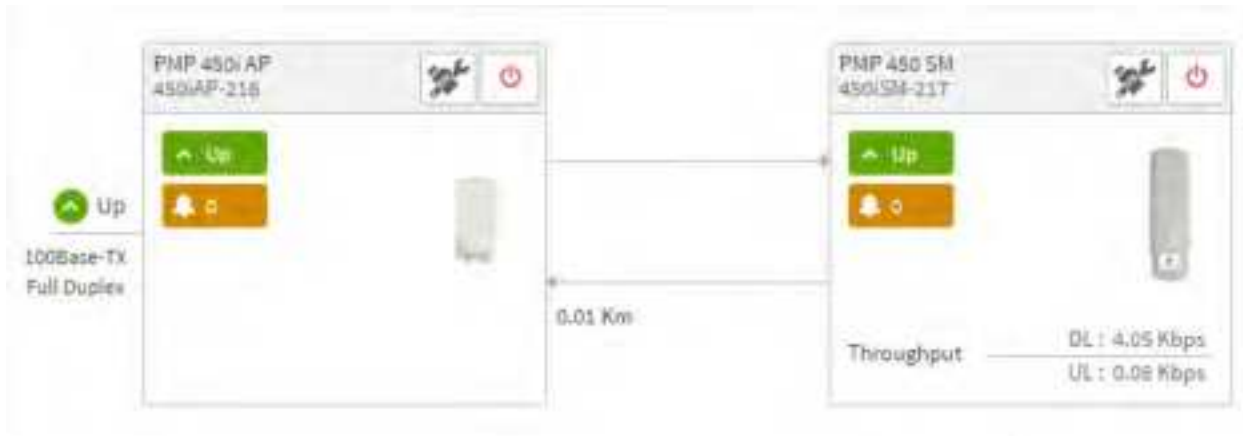 PMP 450i AP
450iAP-216
Up
0
Up
100Base-TX
Full Duplex
0.01 Km
PMP 450 SM
450iSM-217
Up
0
Throughput
DL : 4.05 Kbps
UL : 0.08 Kbps